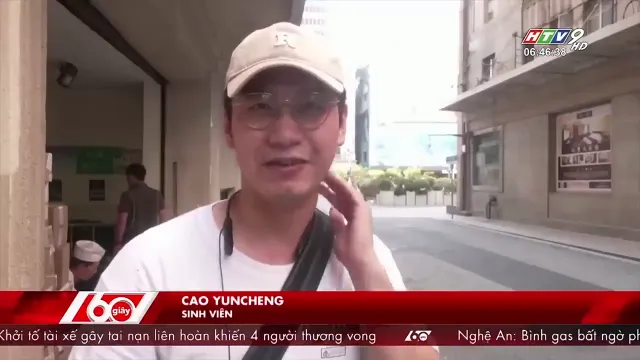 R
HTV9 HD
06:46:38
CAO YUNCHENG
SINH VIÊN
60 giây
Khởi tố tài xế gây tai nạn liên hoàn khiến 4 người thương vong 60 Nghệ An: Bình gas bất ngờ ph